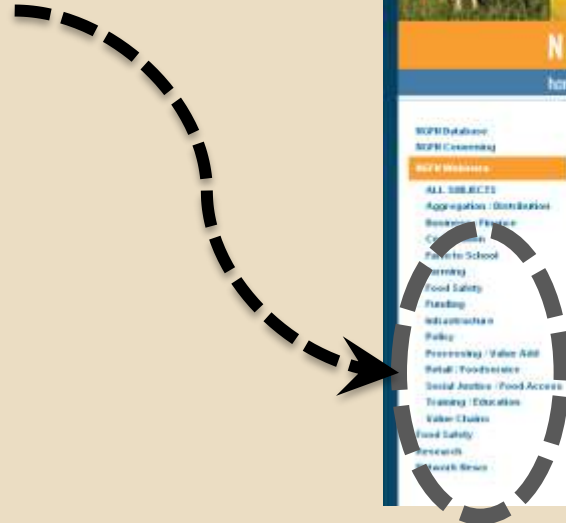 N
ho
NGFN Database
NGFN Convening
NGFN Webinars
ALL SUBJECTS
Aggregation / Distribution
Business / Finance
Farm to School
Farming
Food Safety
Funding
Infrastructure
Policy
Processing / Value Add
Retail / Foodservice
Social Justice / Food Access
Training / Education
Value Chains
Food Safety
Research
Network News